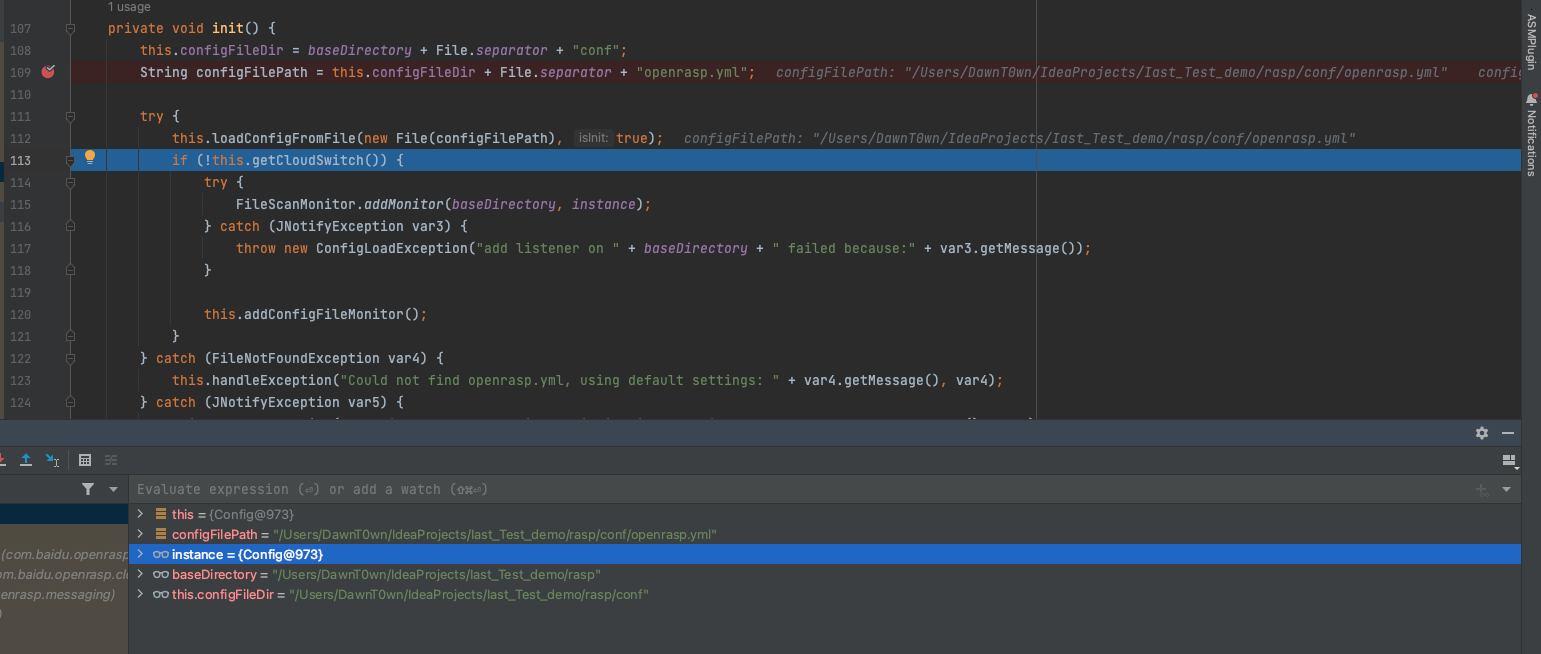 1 usage
107 private void init() {
108 this.configFileDir = baseDirectory + File.separator + "conf";
109 String configFilePath = this.configFileDir + File.separator + "openrasp.yml"; configFilePath: "/Users/DawnT0wn/IdeaProjects/Iast_Test_demo/rasp/conf/openrasp.yml" config
110
111 try {
112 this.loadConfigFromFile(new File(configFilePath), isInit: true); configFilePath: "/Users/DawnT0wn/IdeaProjects/Iast_Test_demo/rasp/conf/openrasp.yml"
113 if (!this.getCloudSwitch()) {
114 try {
115 FileScanMonitor.addMonitor(baseDirectory, instance);
116 } catch (JNotifyException var3) {
117 throw new ConfigLoadException("add listener on " + baseDirectory + " failed because:" + var3.getMessage());
118 }
119
120 this.addConfigFileMonitor();
121 }
122 } catch (FileNotFoundException var4) {
123 this.handleException("Could not find openrasp.yml, using default settings: " + var4.getMessage(), var4);
124 } catch (JNotifyException var5) {
ASMPlugin
Notifications
Evaluate expression (⏎) or add a watch (⇧⌘⏎)
this = {Config@973}
configFilePath = "/Users/DawnT0wn/IdeaProjects/Iast_Test_demo/rasp/conf/openrasp.yml"
instance = {Config@973}
baseDirectory = "/Users/DawnT0wn/IdeaProjects/Iast_Test_demo/rasp"
this.configFileDir = "/Users/DawnT0wn/IdeaProjects/Iast_Test_demo/rasp/conf"
(com.baidu.openrasp
om.baidu.openrasp.clo
enrasp.messaging)
)